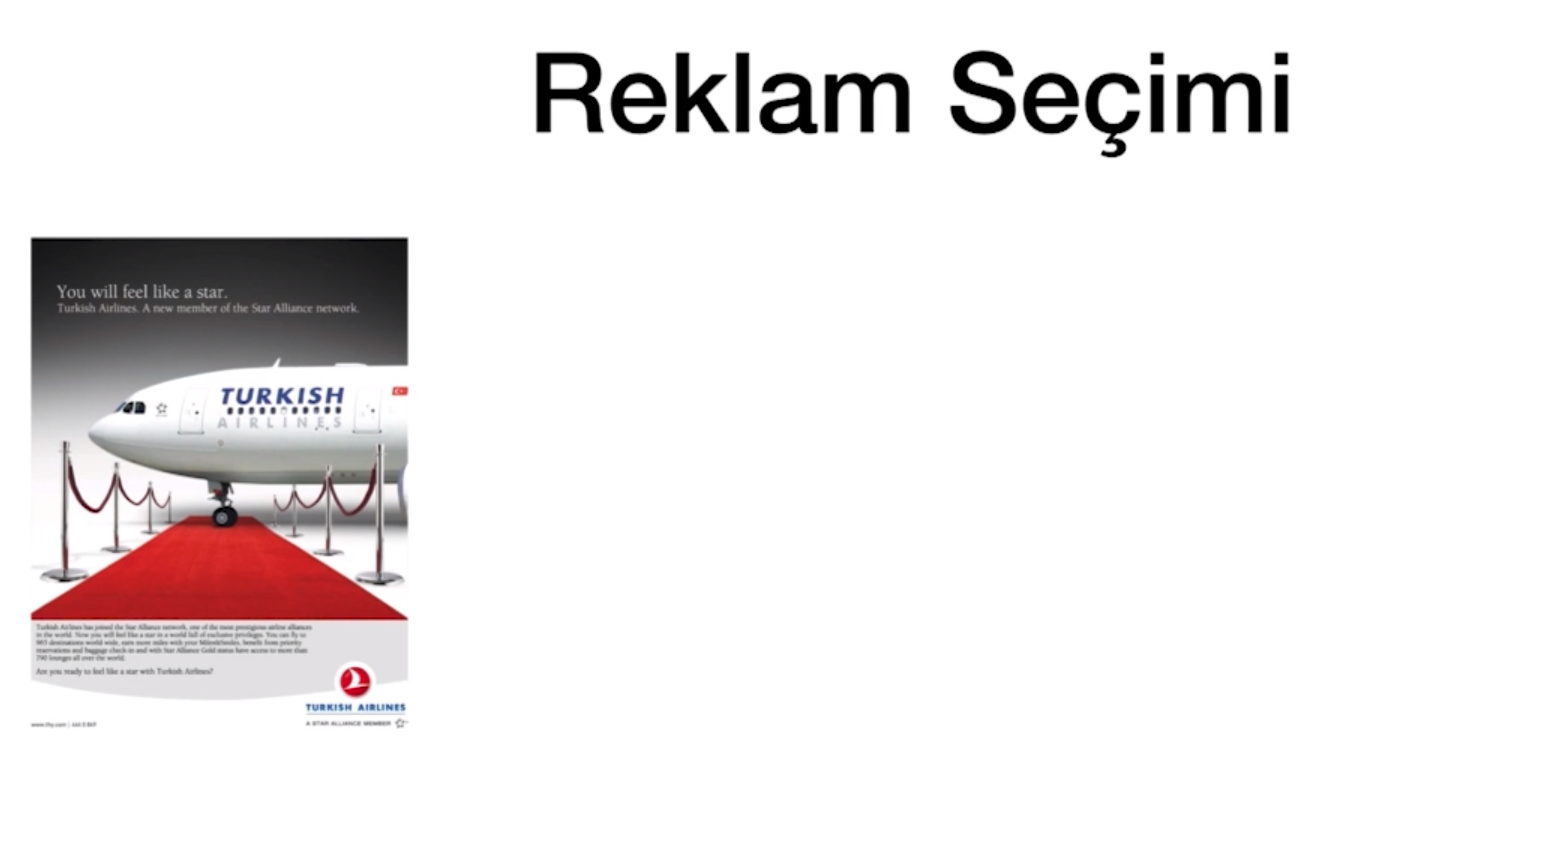 Reklam Seçimi
You will feel like a star.
Turkish Airlines. A new member of the Star Alliance network.
TURKISH
AIRLINES
Turkish Airlines has joined the Star Alliance network, one of the most prestigious airline alliances
in the world. Now you will feel like a star in a world full of exclusive privileges. You can fly to
965 destinations world wide, earn more miles with your Miles&Smiles, benefit from priority
reservations and baggage check-in and with Star Alliance Gold status have access to more than
790 lounges all over the world.
Are you ready to feel like a star with Turkish Airlines?
TURKISH AIRLINES
A STAR ALLIANCE MEMBER
www.thy.com | 444 0 849